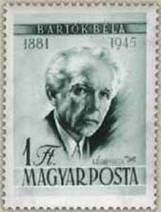 BARTÓK BÉLA
1881 1945
1 Ft.
MAGYAR POSTA